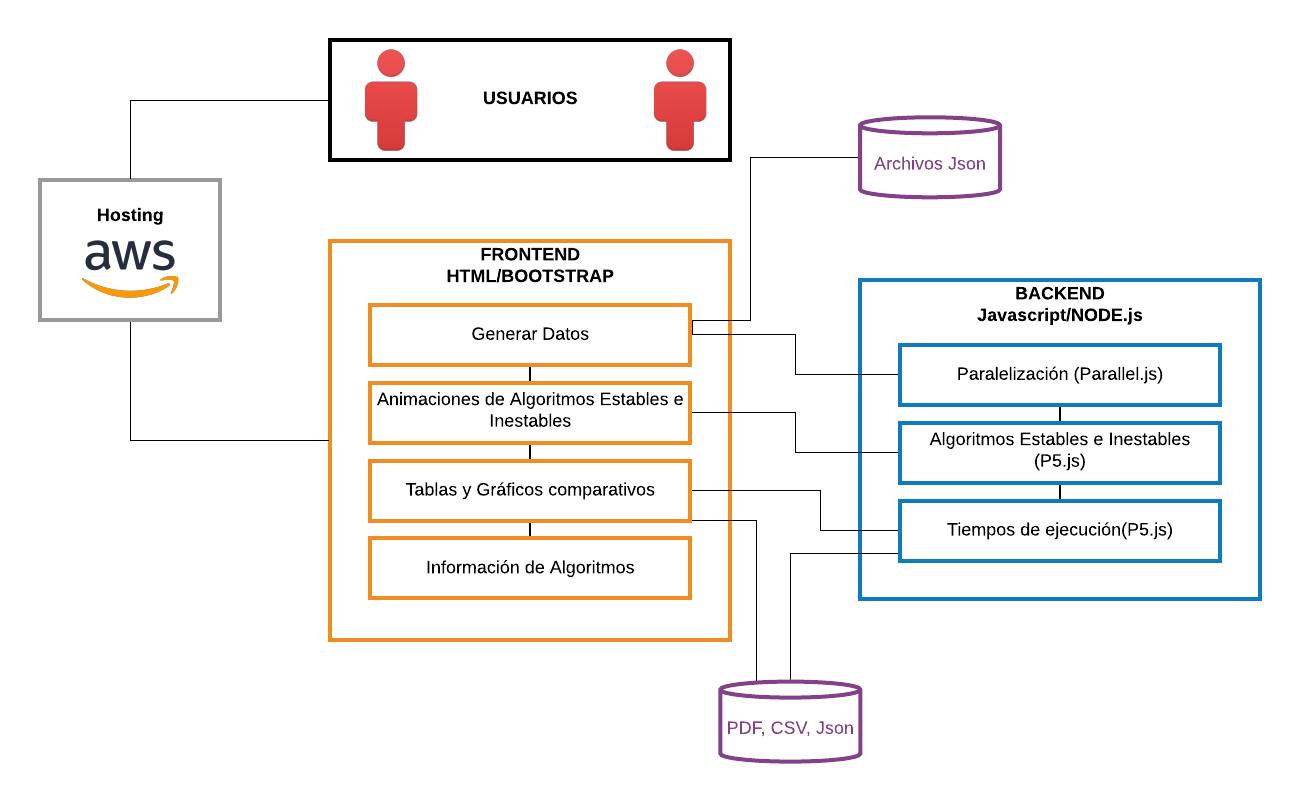 USUARIOS
Archivos Json
Hosting
aws
FRONTEND
HTML/BOOTSTRAP
Generar Datos
Animaciones de Algoritmos Estables e
Inestables
Tablas y Gráficos comparativos
Información de Algoritmos
BACKEND
Javascript/NODE.js
Paralelización (Parallel.js)
Algoritmos Estables e Inestables
(P5.js)
Tiempos de ejecución(P5.js)
PDF, CSV, Json